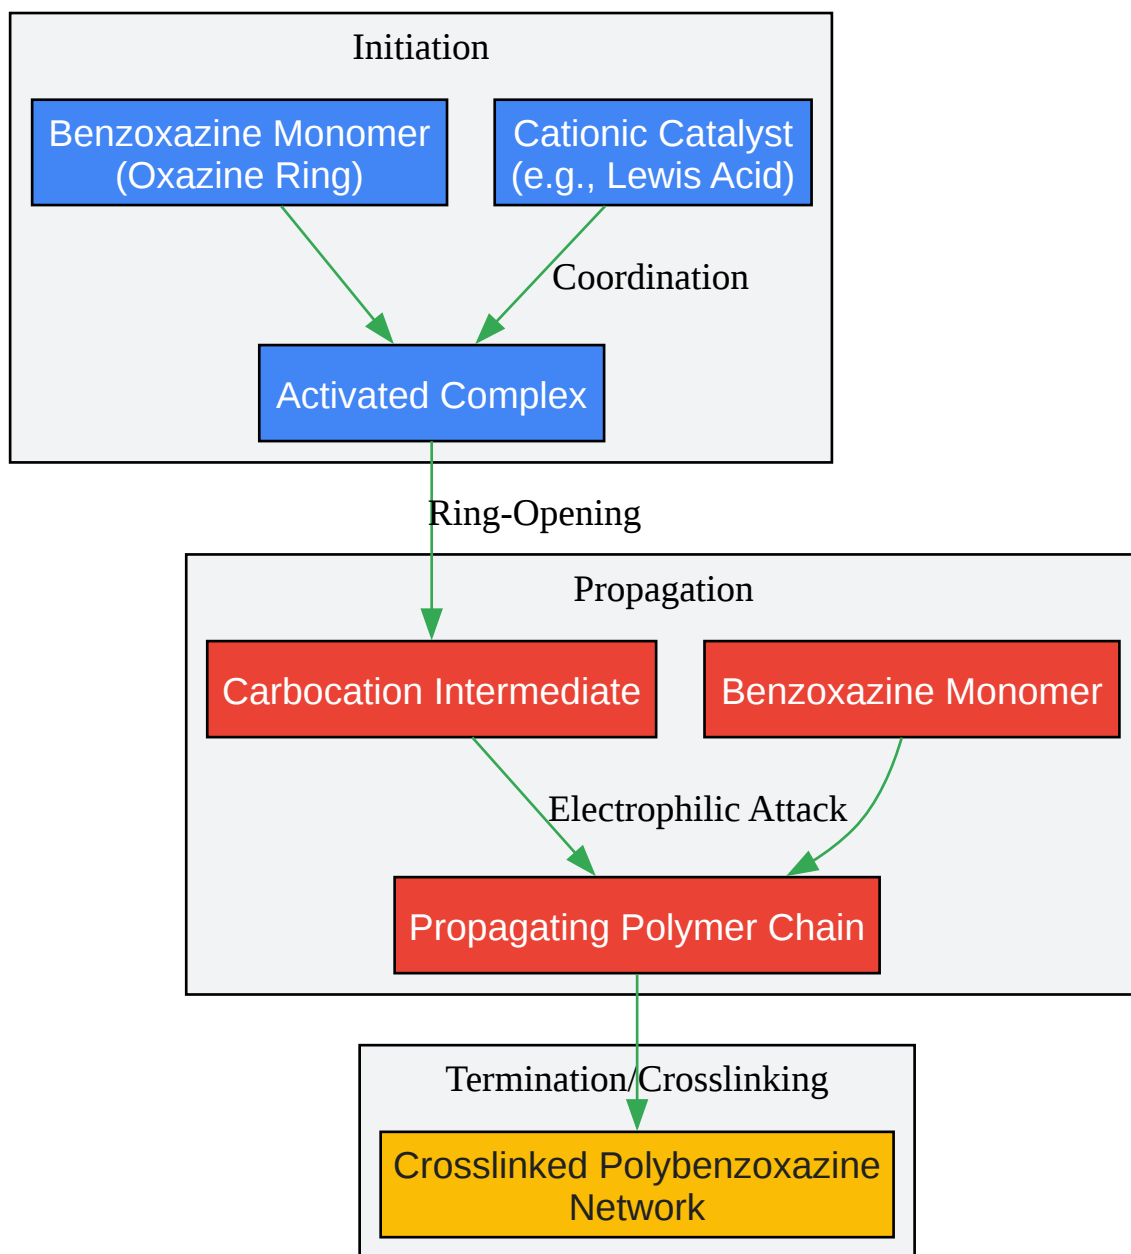 Initiation
Benzoxazine Monomer
(Oxazine Ring)
Cationic Catalyst
(e.g., Lewis Acid)
Coordination
Activated Complex
Ring-Opening
Propagation
Carbocation Intermediate
Benzoxazine Monomer
Electrophilic Attack
Propagating Polymer Chain
Termination/Crosslinking
Crosslinked Polybenzoxazine
Network